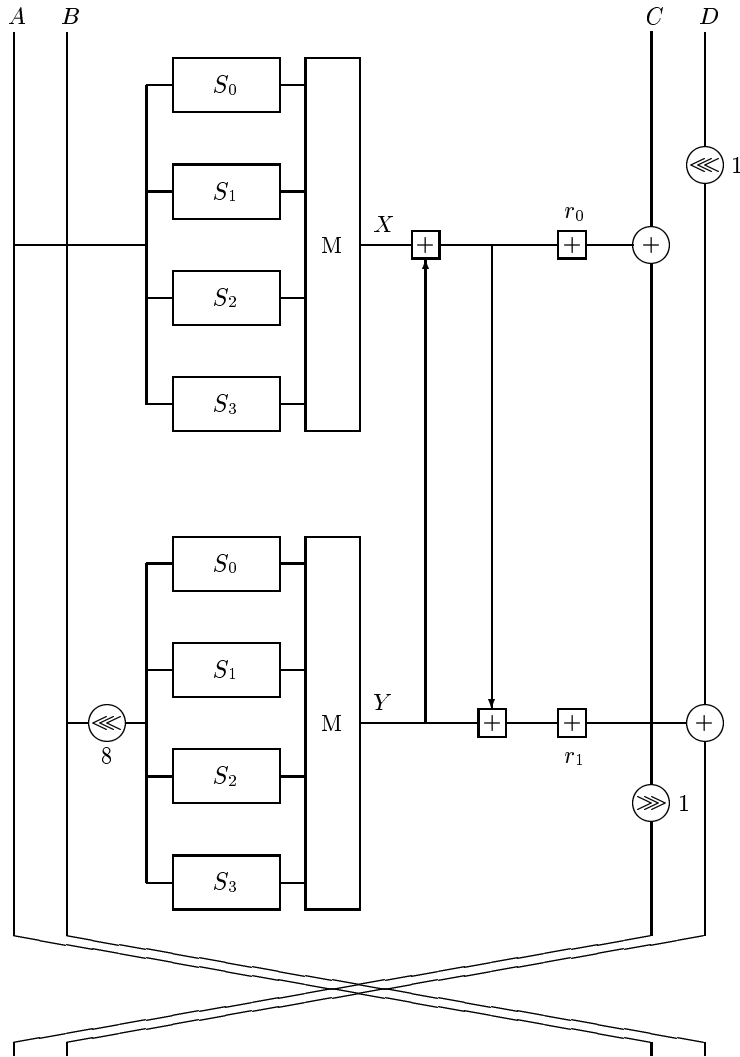 A B C D
S₀
⋘ 1
S₁
X r₀
M + + +
S₂
S₃
S₀
S₁
Y
⋘ M + + +
8 r₁
S₂
⋙ 1
S₃